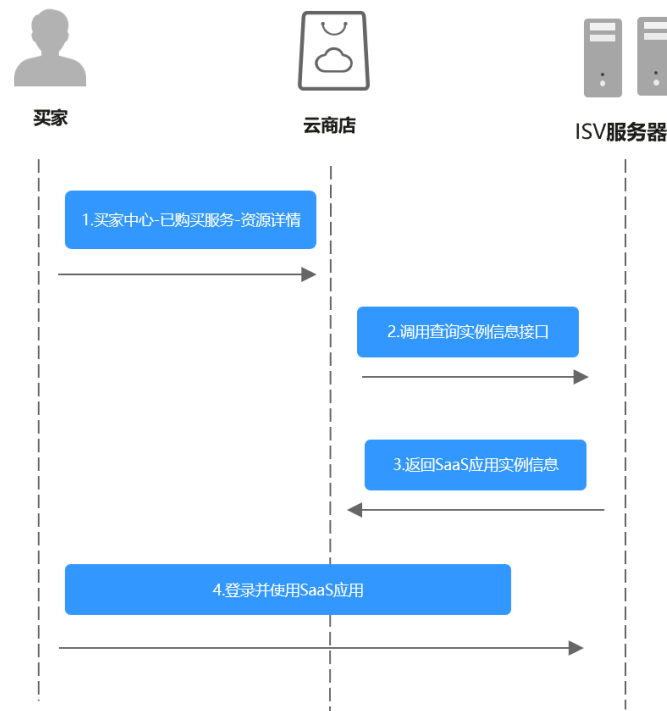 买家
云商店
ISV服务器
1.买家中心-已购买服务-资源详情
2.调用查询实例信息接口
3.返回SaaS应用实例信息
4.登录并使用SaaS应用